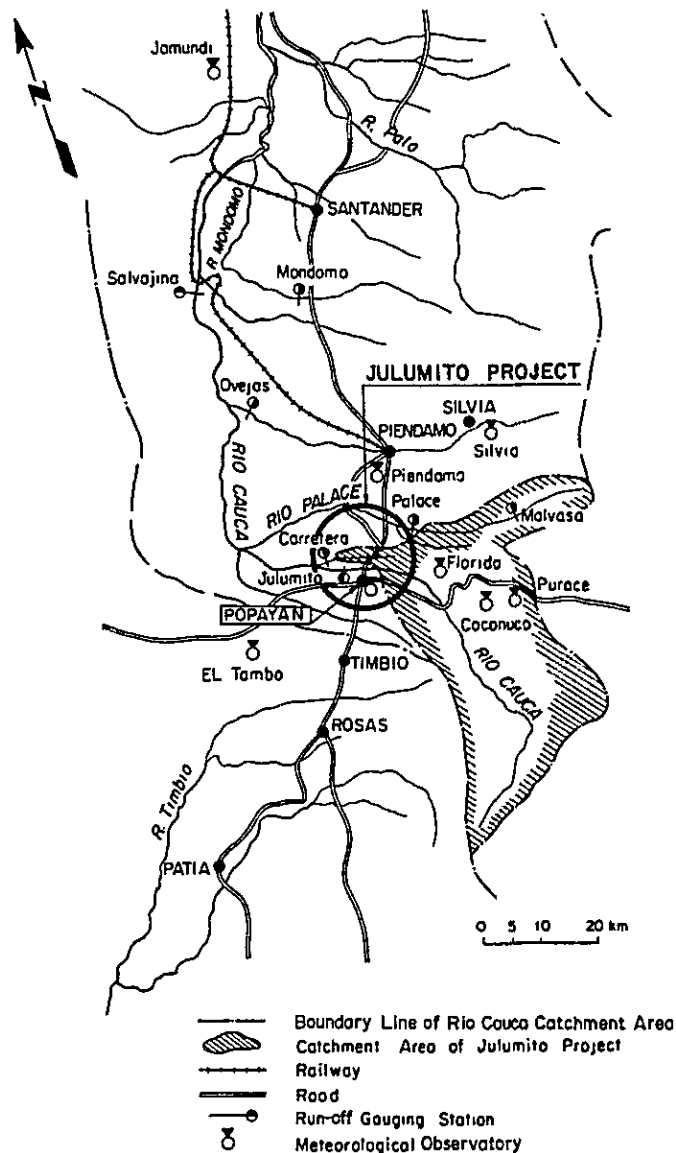 Jamundi
N
R. Palo
SANTANDER
R MONDOMO
Mondomo
Salvajina
JULUMITO PROJECT
Ovejas
SILVIA
PIENDAMO
Silvia
RIO CAUCA
Piendamo
RIO PALACE
Palace
Malvasa
Carretera
Florida
Julumito
Purace
POPAYAN
Coconuco
EL Tambo
TIMBIO
RIO CAUCA
ROSAS
R. Timbio
PATIA
0 5 10 20 km
Boundary Line of Rio Cauca Catchment Area
Catchment Area of Julumito Project
Railway
Road
Run-off Gauging Station
Meteorological Observatory